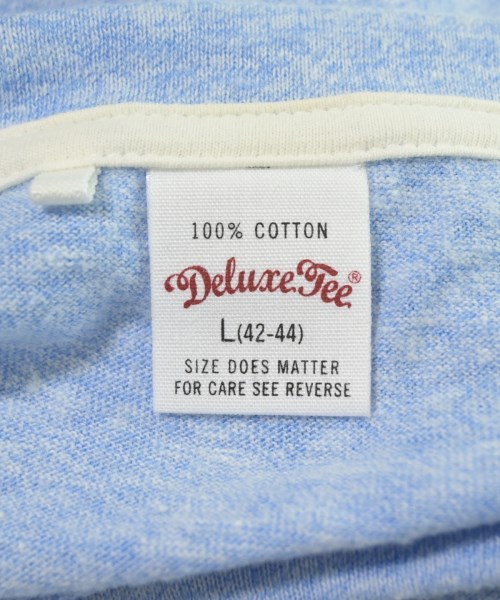 100% COTTON
Deluxe Tee®
L(42-44)
SIZE DOES MATTER
FOR CARE SEE REVERSE